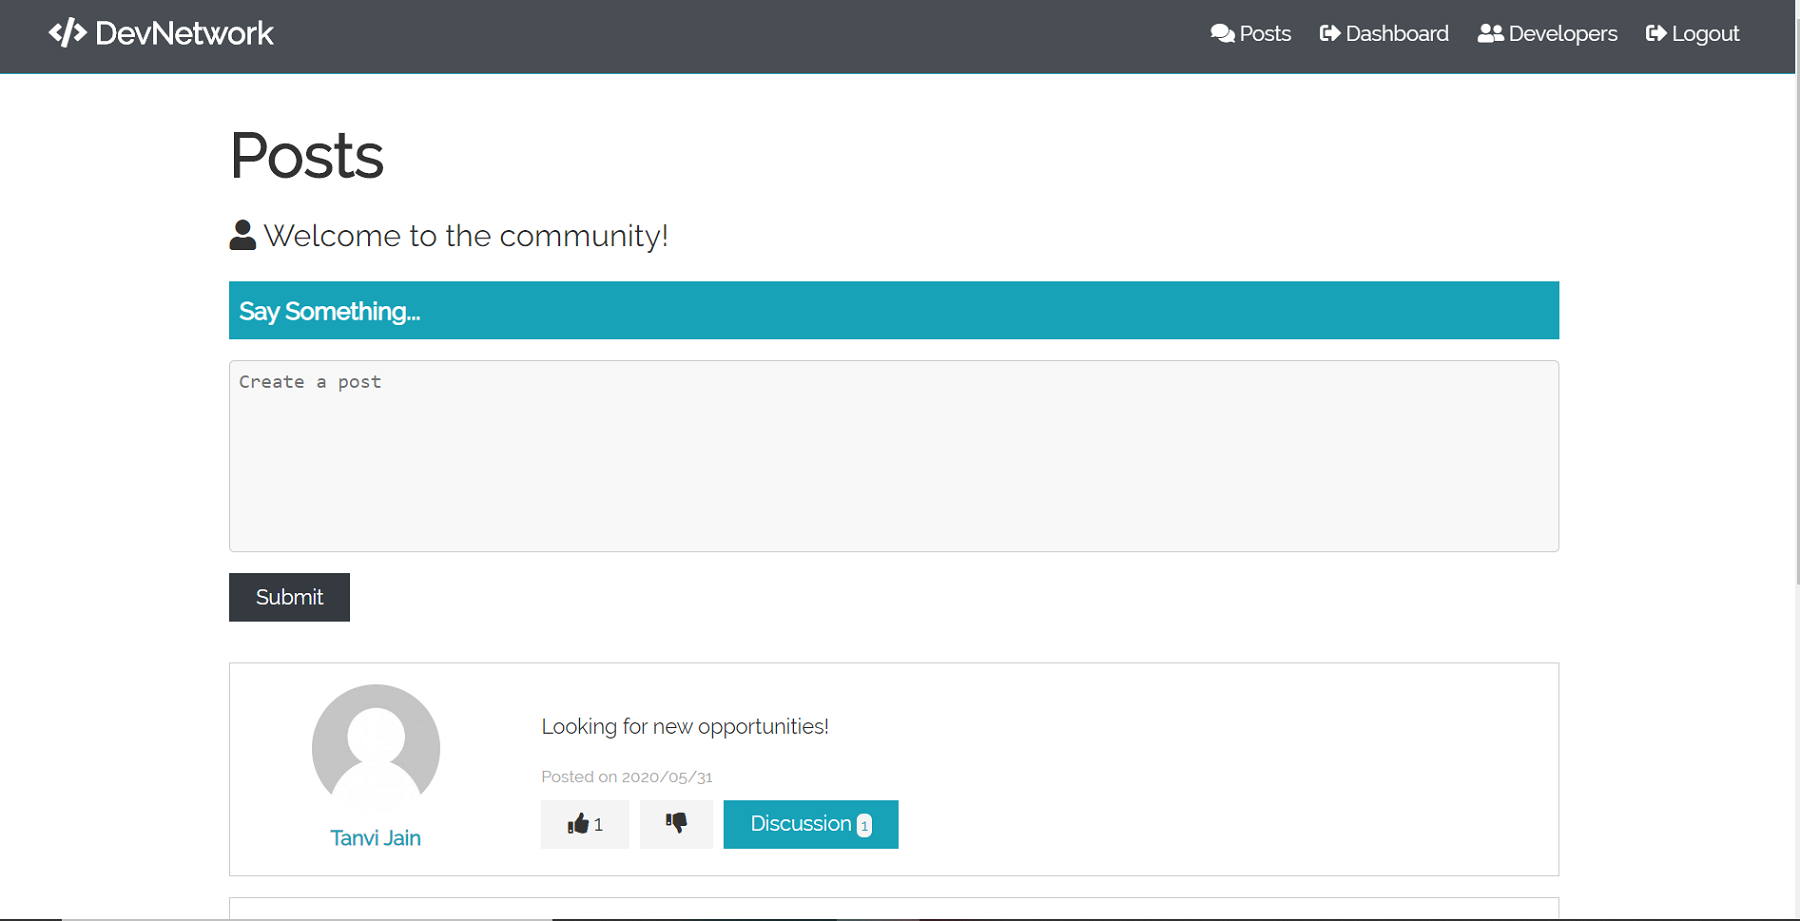 DevNetwork
Posts
Dashboard
Developers
Logout
Posts
Welcome to the community!
Say Something...
Create a post
Submit
Looking for new opportunities!
Posted on 2020/05/31
1
Discussion 1
Tanvi Jain